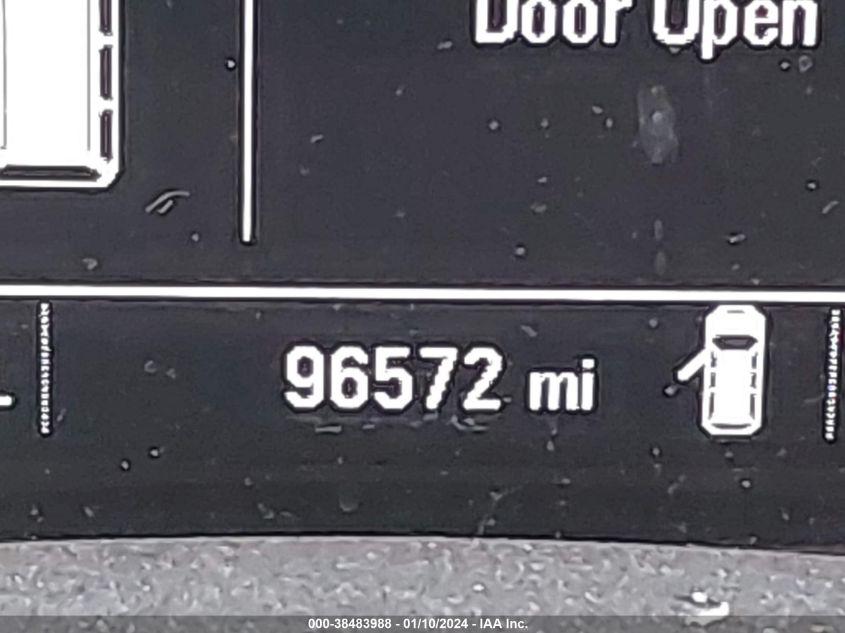 Door Open
96572 mi
000-38483988 - 01/10/2024 - IAA Inc.